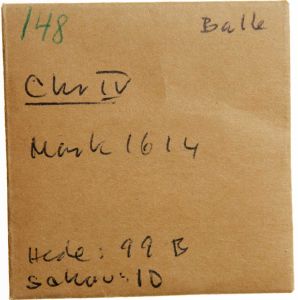 148 Balle
Chr IV
Mark 1614
Hede: 99 B
Schou: 10